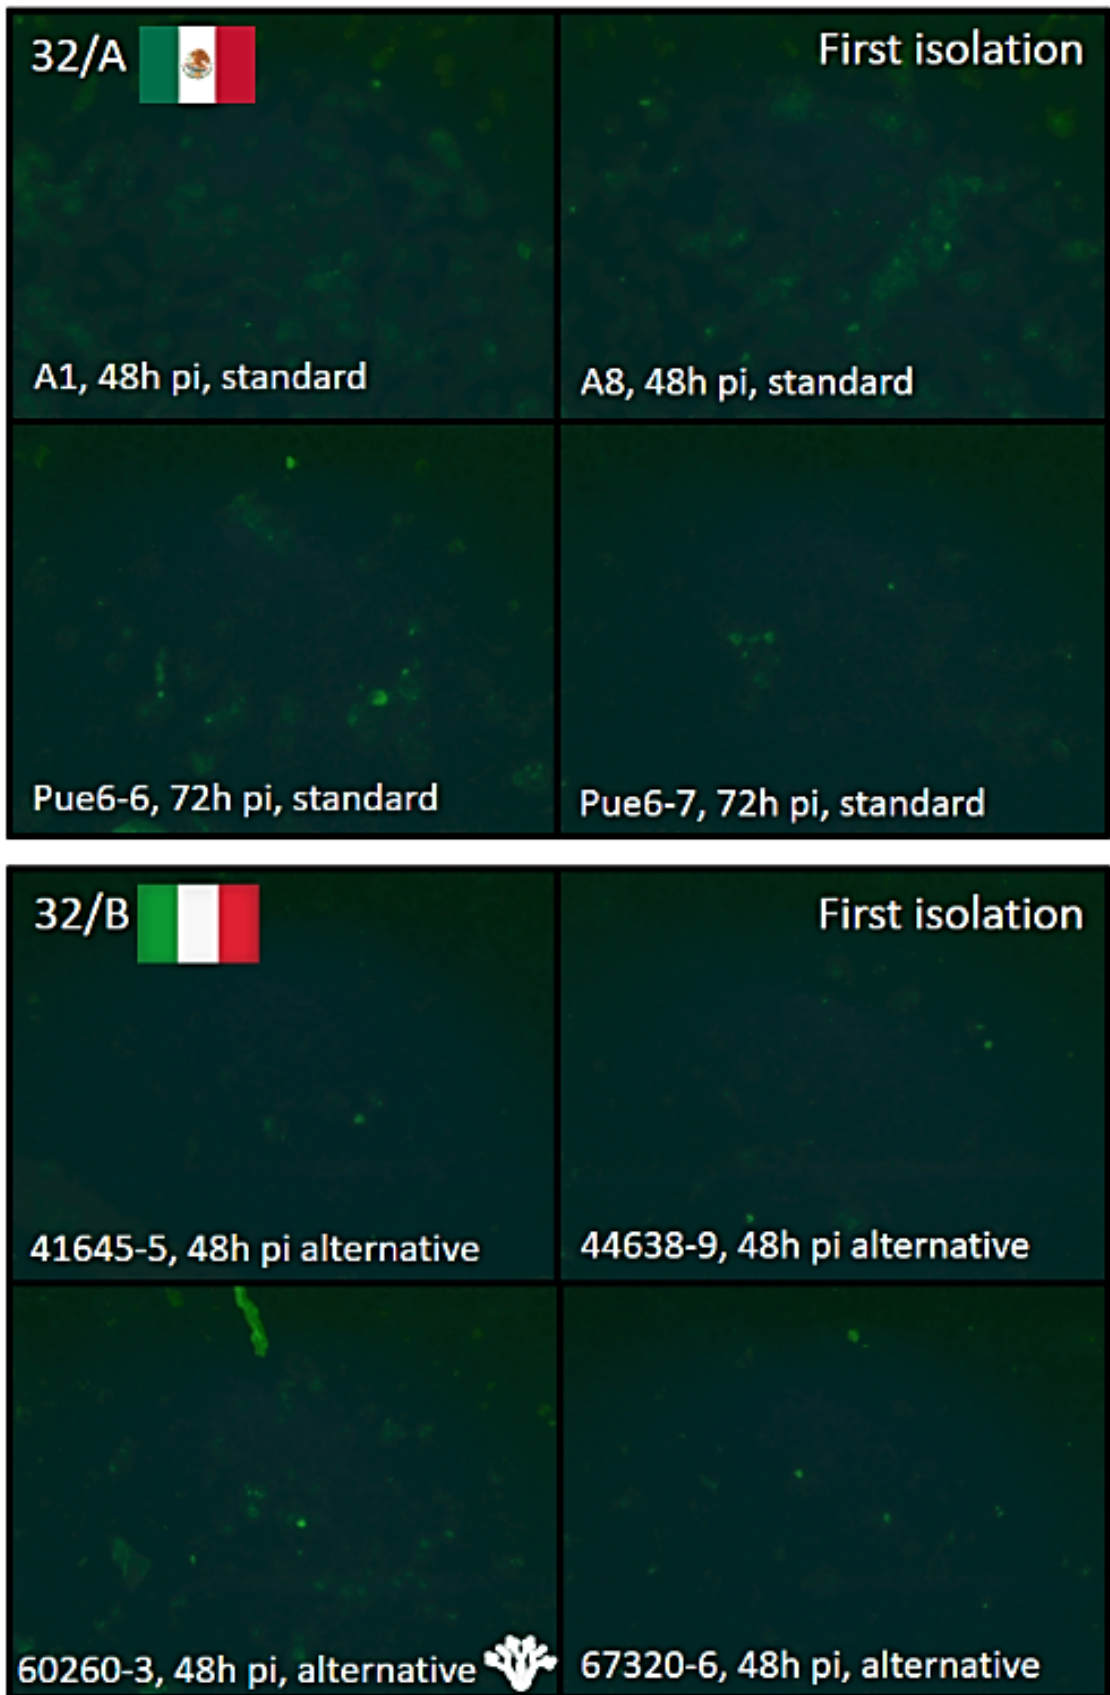 32/A
First isolation
A1, 48h pi, standard
A8, 48h pi, standard
Pue6-6, 72h pi, standard
Pue6-7, 72h pi, standard
32/B
First isolation
41645-5, 48h pi alternative
44638-9, 48h pi alternative
60260-3, 48h pi, alternative
67320-6, 48h pi, alternative